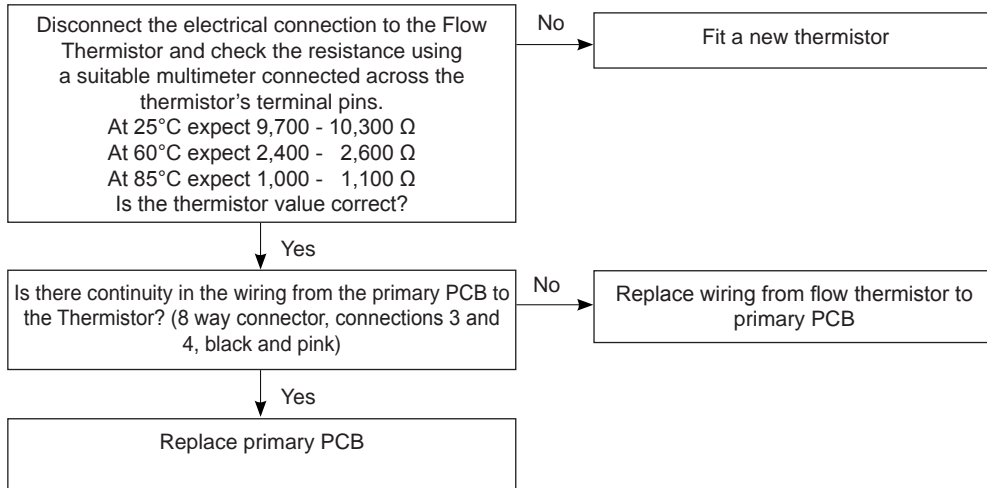 Disconnect the electrical connection to the Flow
Thermistor and check the resistance using
a suitable multimeter connected across the
thermistor's terminal pins.
At 25°C expect 9,700 - 10,300 Ω
At 60°C expect 2,400 - 2,600 Ω
At 85°C expect 1,000 - 1,100 Ω
Is the thermistor value correct?
No
Fit a new thermistor
Yes
Is there continuity in the wiring from the primary PCB to
the Thermistor? (8 way connector, connections 3 and
4, black and pink)
No
Replace wiring from flow thermistor to
primary PCB
Yes
Replace primary PCB